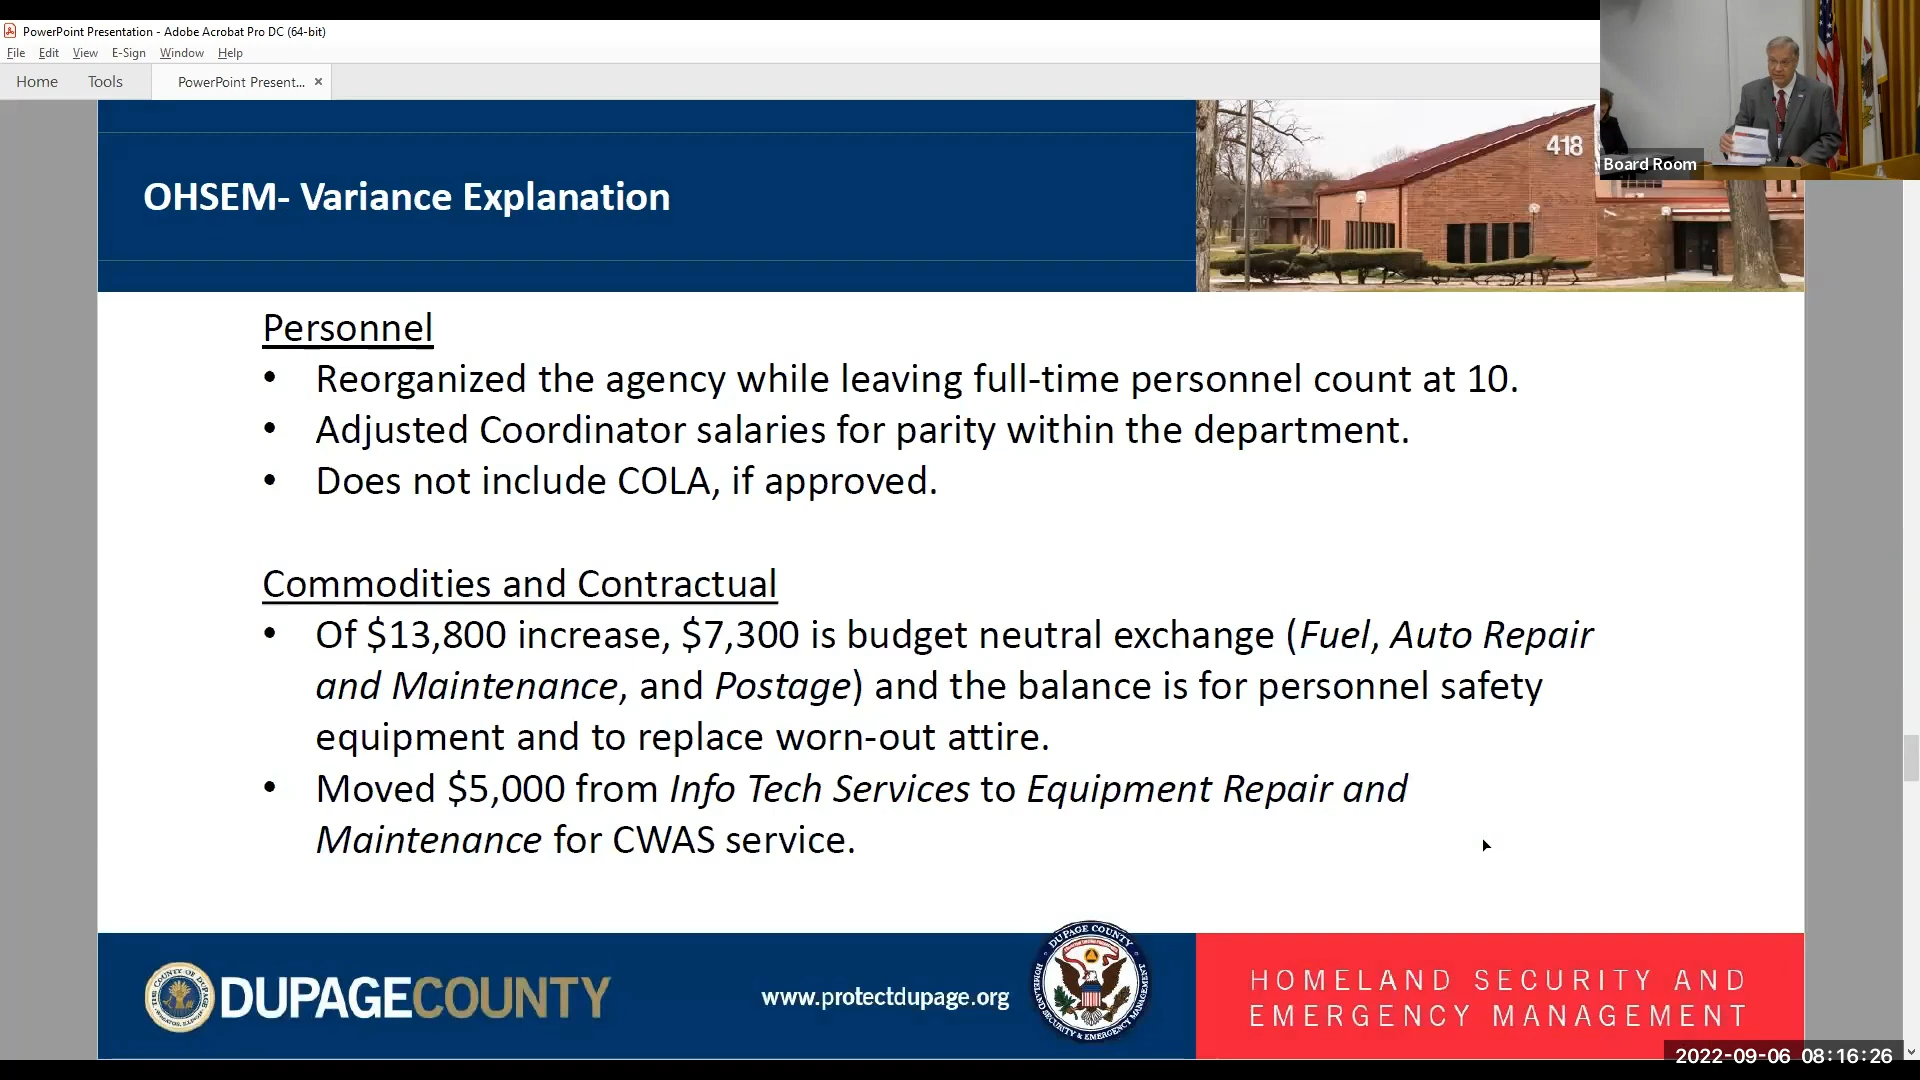 PowerPoint Presentation - Adobe Acrobat Pro DC (64-bit)
File Edit View E-Sign Window Help
Home Tools PowerPoint Present... ×
418
Board Room
OHSEM- Variance Explanation
Personnel
• Reorganized the agency while leaving full-time personnel count at 10.
• Adjusted Coordinator salaries for parity within the department.
• Does not include COLA, if approved.
Commodities and Contractual
• Of $13,800 increase, $7,300 is budget neutral exchange (Fuel, Auto Repair
and Maintenance, and Postage) and the balance is for personnel safety
equipment and to replace worn-out attire.
• Moved $5,000 from Info Tech Services to Equipment Repair and
Maintenance for CWAS service.
DUPAGECOUNTY
www.protectdupage.org
DUPAGE COUNTY
HOMELAND SECURITY & EMERGENCY MANAGEMENT
HOMELAND SECURITY AND
EMERGENCY MANAGEMENT
2022-09-06 08:16:26